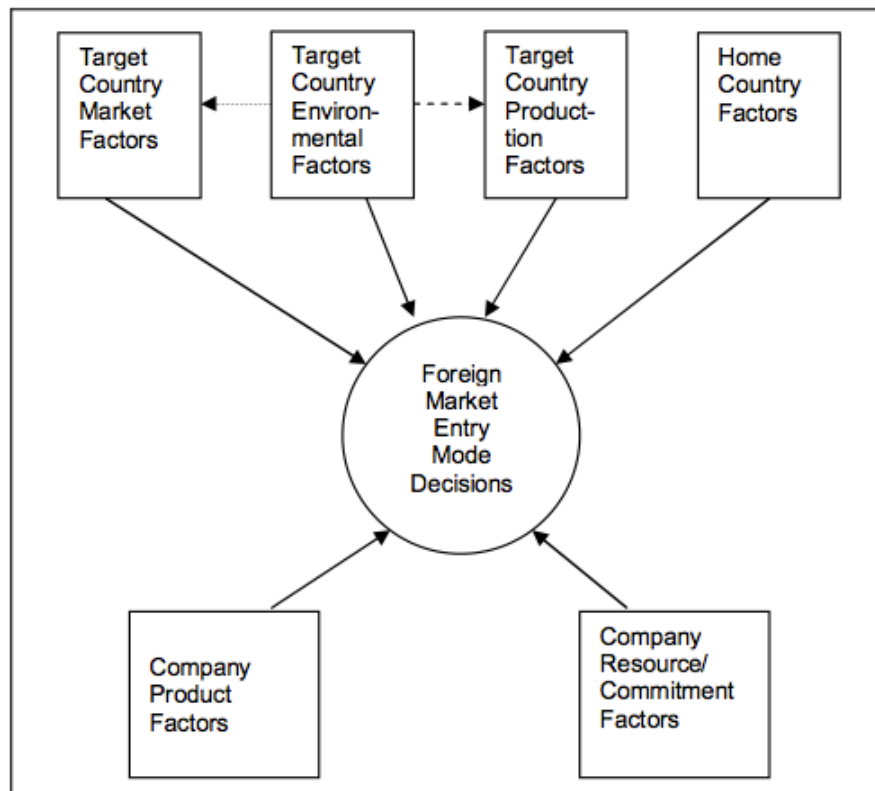 Target
Country
Market
Factors
Target
Country
Environ-
mental
Factors
Target
Country
Product-
tion
Factors
Home
Country
Factors
Foreign
Market
Entry
Mode
Decisions
Company
Product
Factors
Company
Resource/
Commitment
Factors